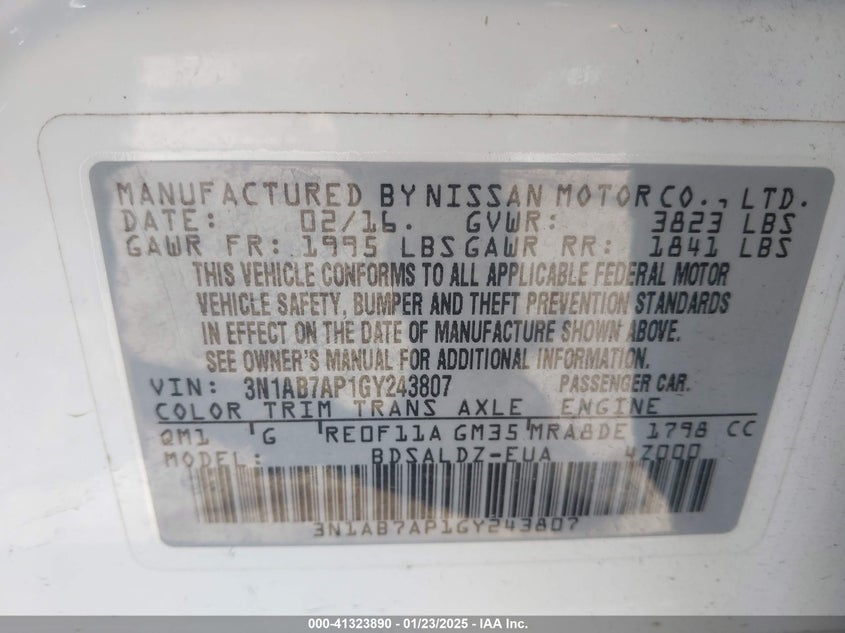 MANUFACTURED BY NISSAN MOTOR CO., LTD.
DATE: 02/16. GVWR: 3823 LBS
GAWR FR: 1995 LBS GAWR RR: 1841 LBS
THIS VEHICLE CONFORMS TO ALL APPLICABLE FEDERAL MOTOR
VEHICLE SAFETY, BUMPER AND THEFT PREVENTION STANDARDS
IN EFFECT ON THE DATE OF MANUFACTURE SHOWN ABOVE.
SEE OWNER'S MANUAL FOR ADDITIONAL INFORMATION.
VIN: 3N1AB7AP1GY243807 PASSENGER CAR.
COLOR TRIM TRANS AXLE ENGINE
QM1 G RE0F11A GM35 MRA8DE 1798 CC
MODEL: BDSALDZ-EUA 4Z000
3N1AB7AP1GY243807
000-41323890 - 01/23/2025 - IAA Inc.